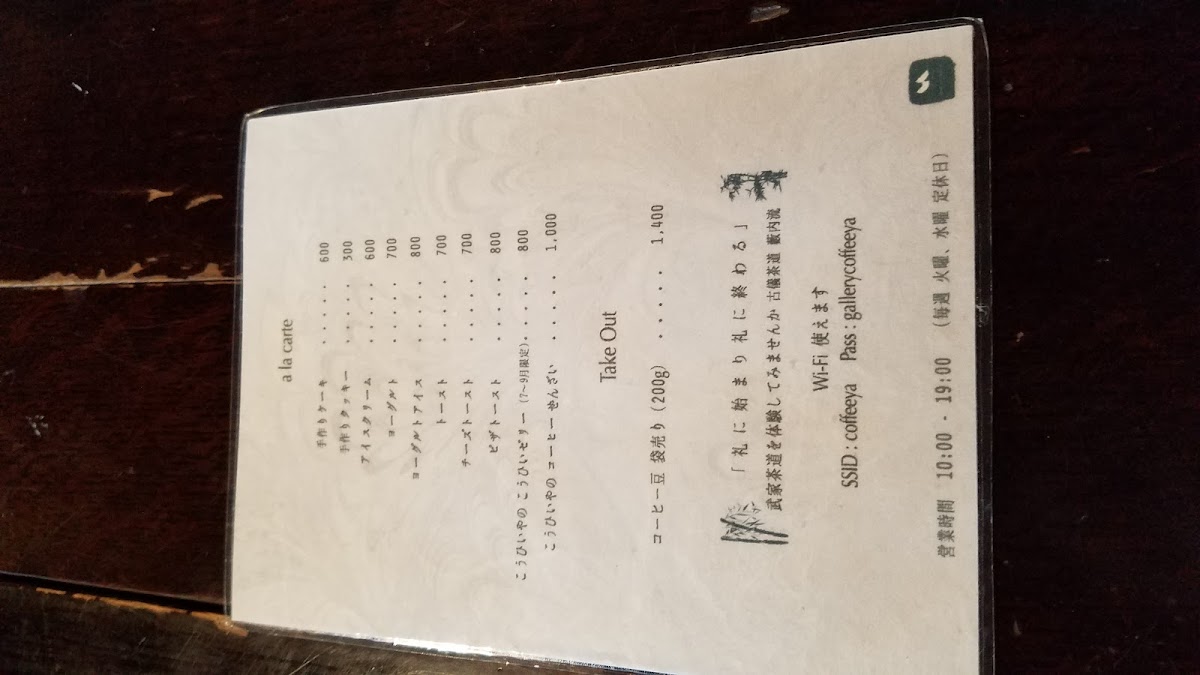 a la carte
手作りケーキ ・・・・・ 600
手作りクッキー ・・・・・ 300
アイスクリーム ・・・・・ 600
ヨーグルト ・・・・・ 700
ヨーグルトアイス ・・・・・ 800
トースト ・・・・・ 700
チーズトースト ・・・・・ 700
ピザトースト ・・・・・ 800
こうひいやの こうひいゼリー (7〜9月限定)・・・・・ 800
こうひいやの コーヒーぜんざい ・・・・・ 1,000
Take Out
コーヒー豆 袋売り (200g) ・・・・・ 1,400
「 礼 に 始 ま り 礼 に 終 わ る 」
武家茶道を体験してみませんか 古儀茶道 藪内流
Wi-Fi 使えます
SSID : coffeeya Pass : gallerycoffeeya
営業時間 10:00 - 19:00 (毎週 火曜、水曜 定休日)